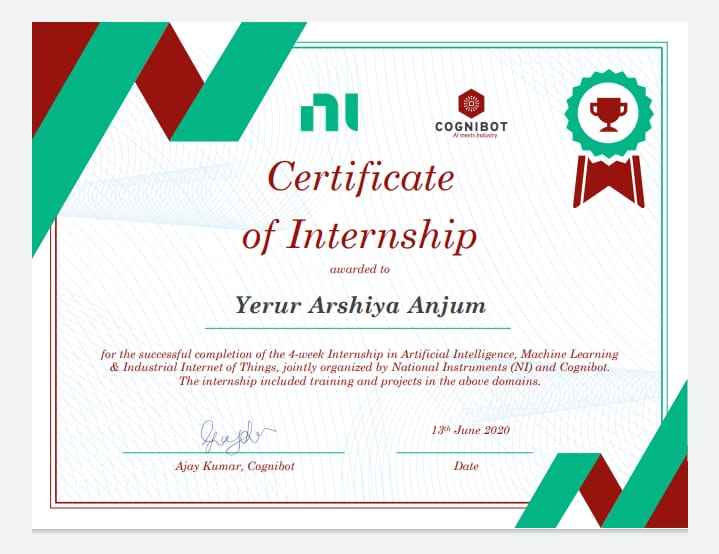 nı
COGNIBOT
AI meets Industry
Certificate
of Internship
awarded to
Yerur Arshiya Anjum
for the successful completion of the 4-week Internship in Artificial Intelligence, Machine Learning
& Industrial Internet of Things, jointly organized by National Instruments (NI) and Cognibot.
The internship included training and projects in the above domains.
13th June 2020
Ajay Kumar, Cognibot
Date